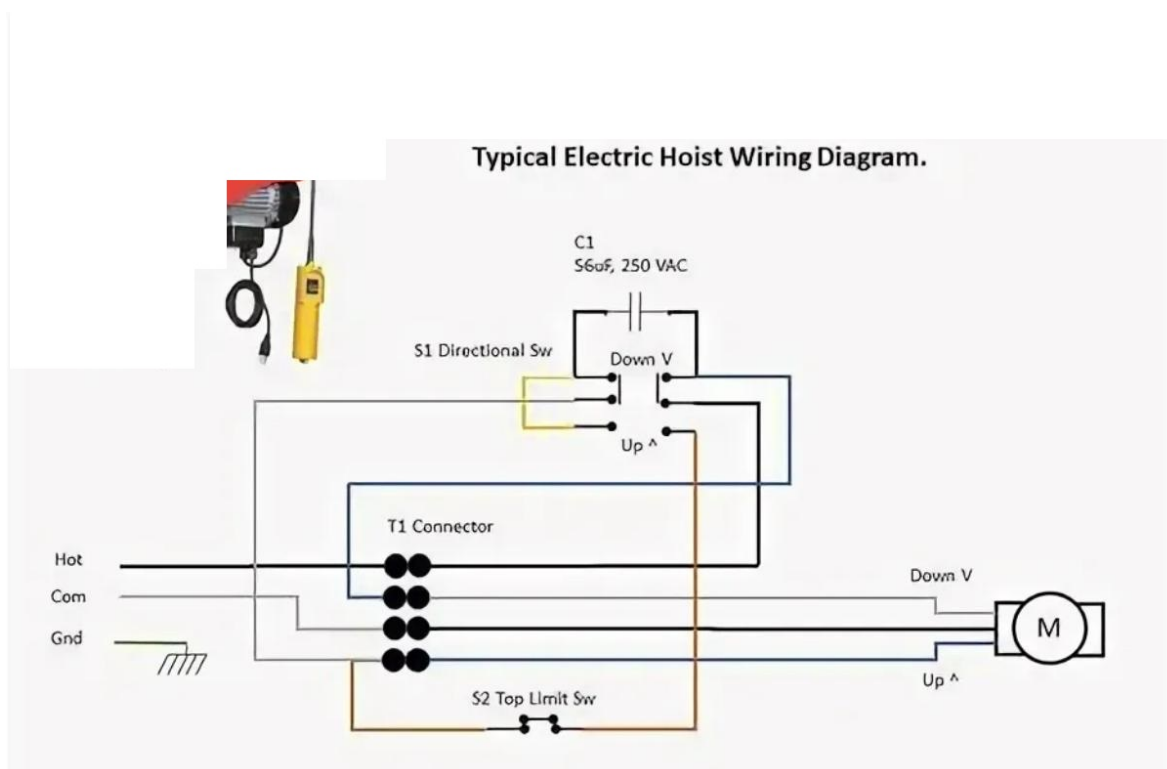 Typical Electric Hoist Wiring Diagram.
C1
S6uF, 250 VAC
S1 Directional Sw
Down V
Up ^
T1 Connector
Hot
Com
Gnd
Down V
M
Up ^
S2 Top Limit Sw